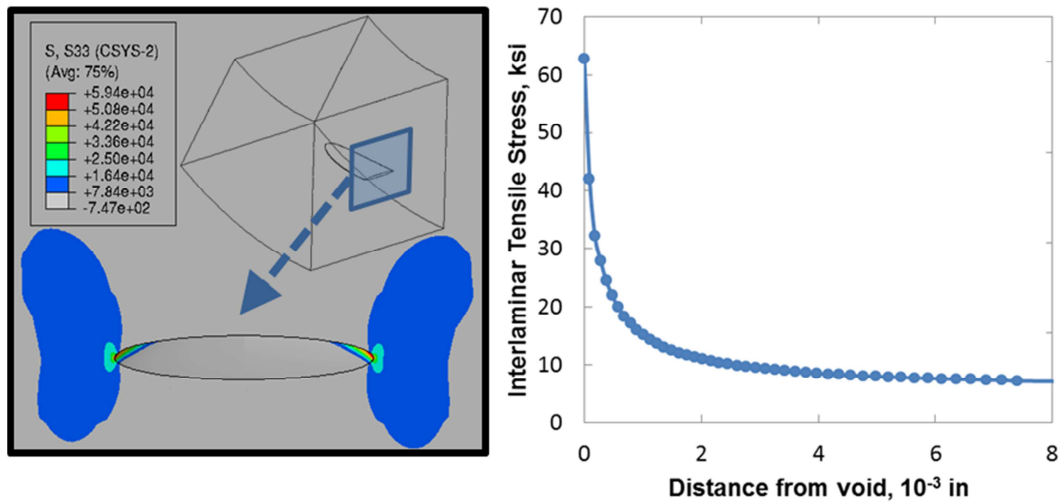 S, S33 (CSYS-2)
(Avg: 75%)
+5.94e+04
+5.08e+04
+4.22e+04
+3.36e+04
+2.50e+04
+1.64e+04
+7.84e+03
-7.47e+02
Interlaminar Tensile Stress, ksi
70
60
50
40
30
20
10
0
0 2 4 6 8
Distance from void, 10⁻³ in